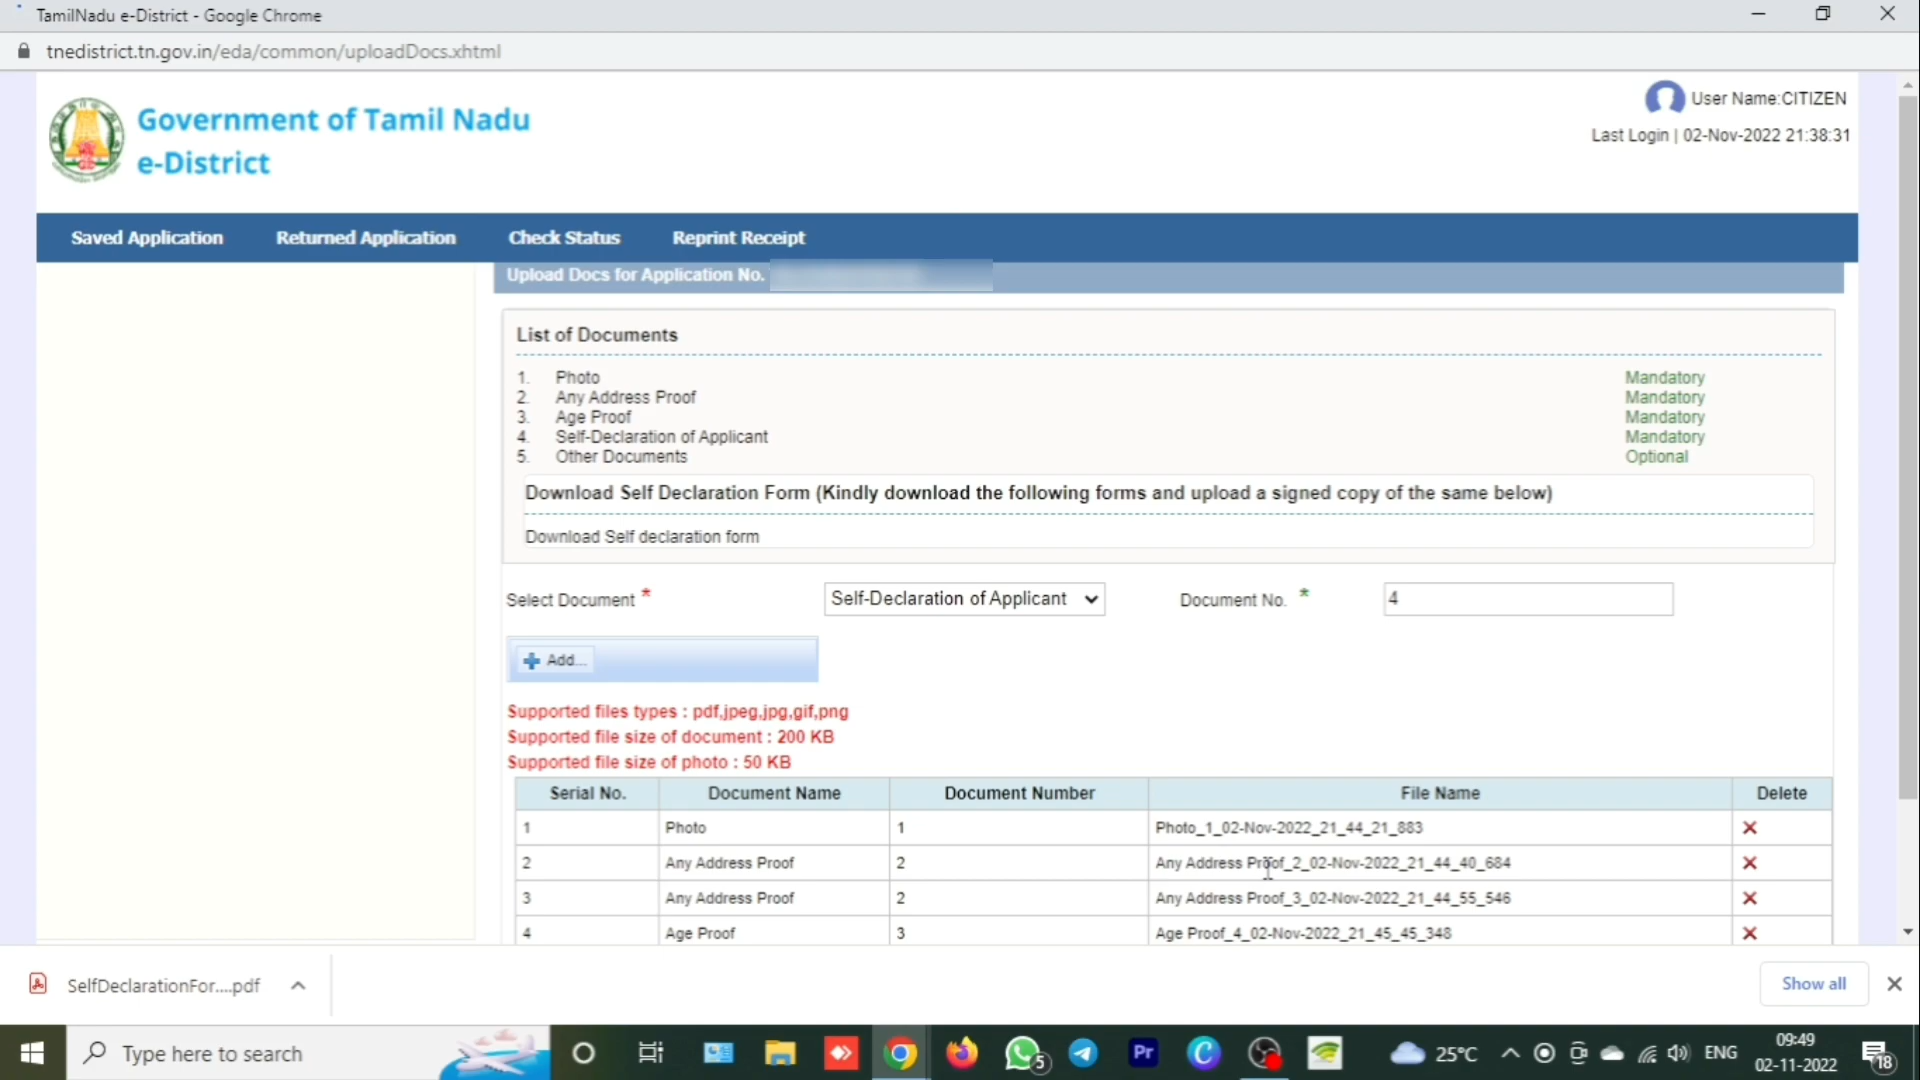 TamilNadu e-District - Google Chrome
tnedistrict.tn.gov.in/eda/common/uploadDocs.xhtml
Government of Tamil Nadu
e-District
User Name:CITIZEN
Last Login | 02-Nov-2022 21:38:31
Saved Application Returned Application Check Status Reprint Receipt
Upload Docs for Application No.
List of Documents
1. Photo Mandatory
2. Any Address Proof Mandatory
3. Age Proof Mandatory
4. Self-Declaration of Applicant Mandatory
5. Other Documents Optional
Download Self Declaration Form (Kindly download the following forms and upload a signed copy of the same below)
Download Self declaration form
Select Document * Self-Declaration of Applicant Document No. * 4
Add...
Supported files types : pdf,jpeg,jpg,gif,png
Supported file size of document : 200 KB
Supported file size of photo : 50 KB
Serial No. Document Name Document Number File Name Delete
1 Photo 1 Photo_1_02-Nov-2022_21_44_21_883
2 Any Address Proof 2 Any Address Proof_2_02-Nov-2022_21_44_40_684
3 Any Address Proof 2 Any Address Proof_3_02-Nov-2022_21_44_55_546
4 Age Proof 3 Age Proof_4_02-Nov-2022_21_45_45_348
SelfDeclarationFor....pdf Show all
Type here to search 5 Pr C 25°C ENG 09:49
02-11-2022 18